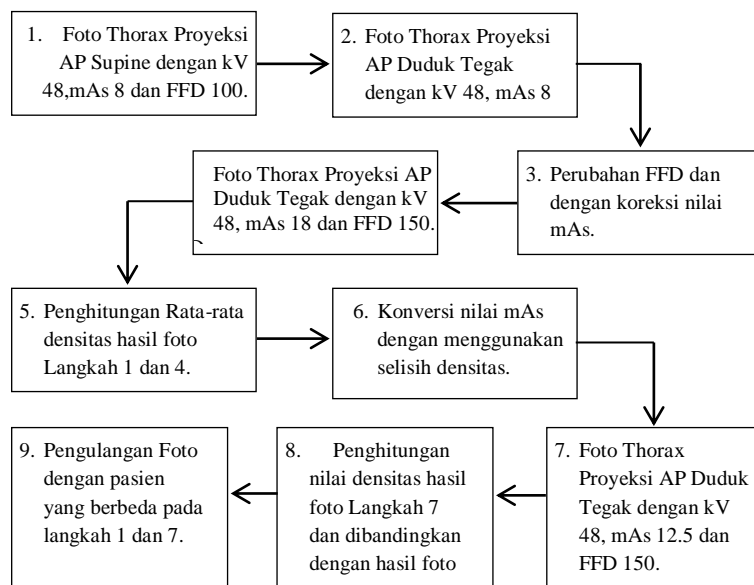 1. Foto Thorax Proyeksi
AP Supine dengan kV
48,mAs 8 dan FFD 100.
2. Foto Thorax Proyeksi
AP Duduk Tegak
dengan kV 48, mAs 8
3. Perubahan FFD dan
dengan koreksi nilai
mAs.
Foto Thorax Proyeksi AP
Duduk Tegak dengan kV
48, mAs 18 dan FFD 150.
5. Penghitungan Rata-rata
densitas hasil foto
Langkah 1 dan 4.
6. Konversi nilai mAs
dengan menggunakan
selisih densitas.
7. Foto Thorax
Proyeksi AP Duduk
Tegak dengan kV
48, mAs 12.5 dan
FFD 150.
8. Penghitungan
nilai densitas hasil
foto Langkah 7
dan dibandingkan
dengan hasil foto
9. Pengulangan Foto
dengan pasien
yang berbeda pada
langkah 1 dan 7.